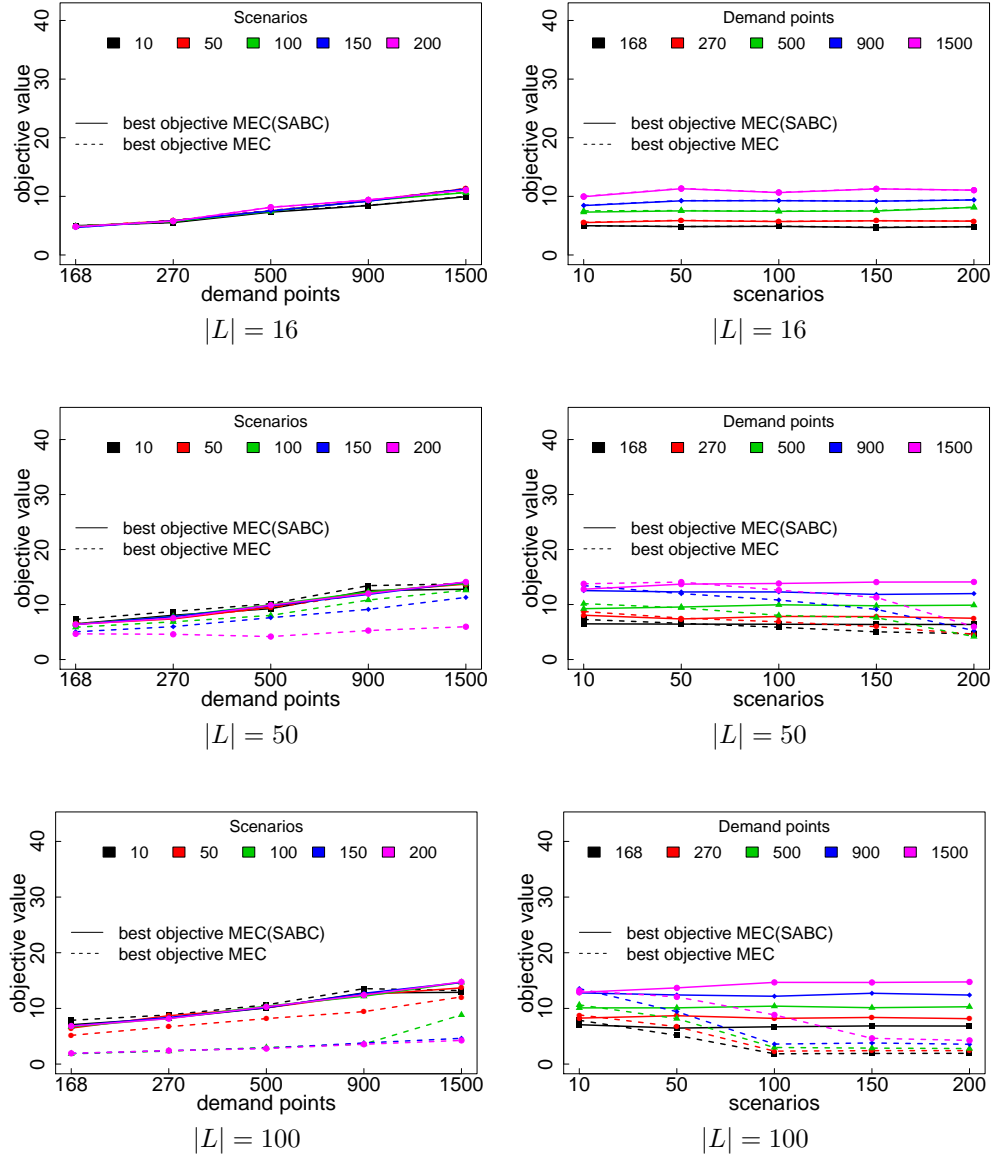 Scenarios
10 50 100 150 200
objective value
0 10 20 30 40
best objective MEC(SABC)
best objective MEC
168 270 500 900 1500
demand points
|L| = 16
Demand points
168 270 500 900 1500
objective value
0 10 20 30 40
best objective MEC(SABC)
best objective MEC
10 50 100 150 200
scenarios
|L| = 16
Scenarios
10 50 100 150 200
objective value
0 10 20 30 40
best objective MEC(SABC)
best objective MEC
168 270 500 900 1500
demand points
|L| = 50
Demand points
168 270 500 900 1500
objective value
0 10 20 30 40
best objective MEC(SABC)
best objective MEC
10 50 100 150 200
scenarios
|L| = 50
Scenarios
10 50 100 150 200
objective value
0 10 20 30 40
best objective MEC(SABC)
best objective MEC
168 270 500 900 1500
demand points
|L| = 100
Demand points
168 270 500 900 1500
objective value
0 10 20 30 40
best objective MEC(SABC)
best objective MEC
10 50 100 150 200
scenarios
|L| = 100